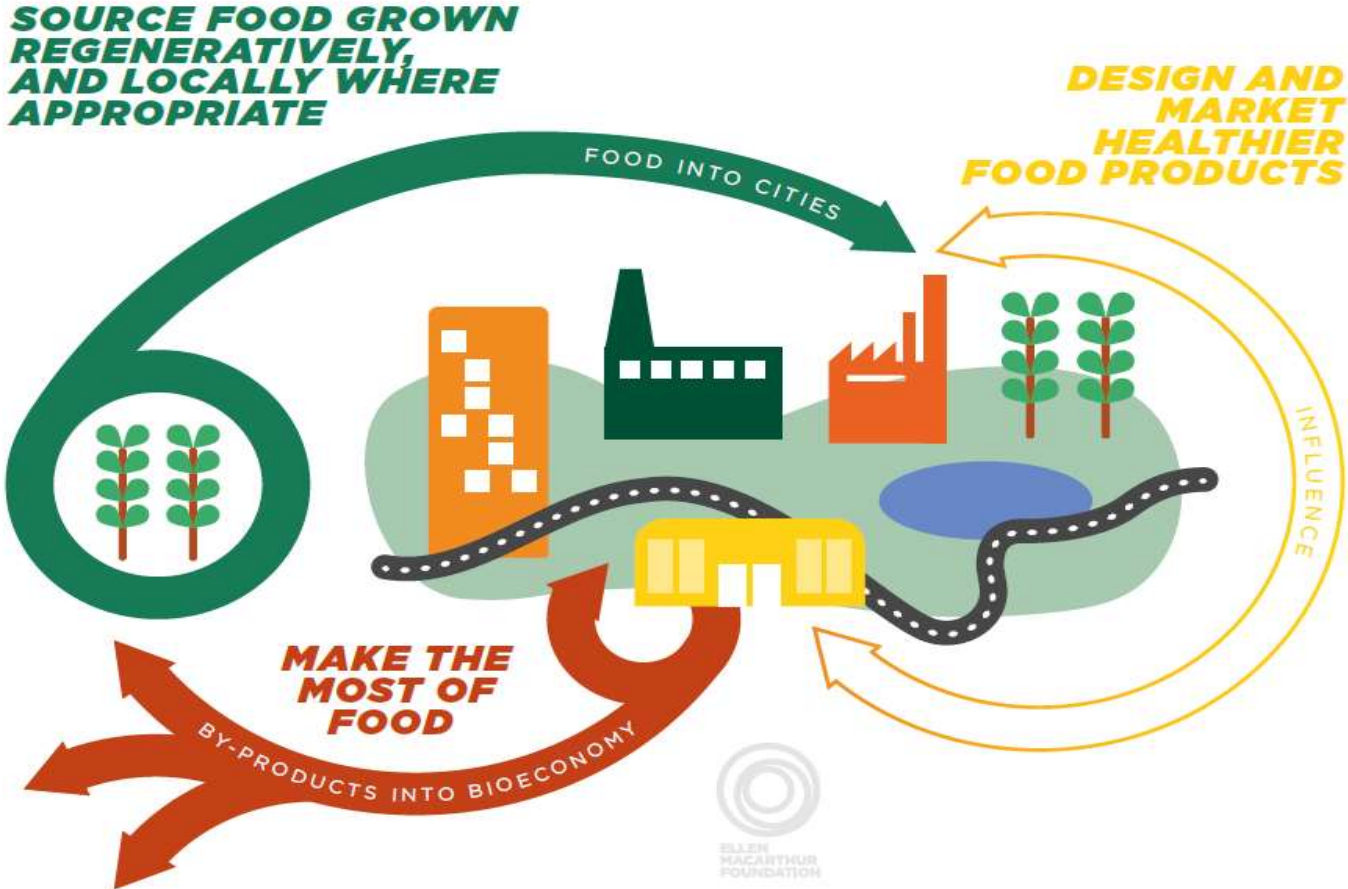 SOURCE FOOD GROWN
REGENERATIVELY,
AND LOCALLY WHERE
APPROPRIATE
DESIGN AND
MARKET
HEALTHIER
FOOD PRODUCTS
FOOD INTO CITIES
INFLUENCE
MAKE THE
MOST OF
FOOD
BY-PRODUCTS INTO BIOECONOMY
ELLEN
MACARTHUR
FOUNDATION